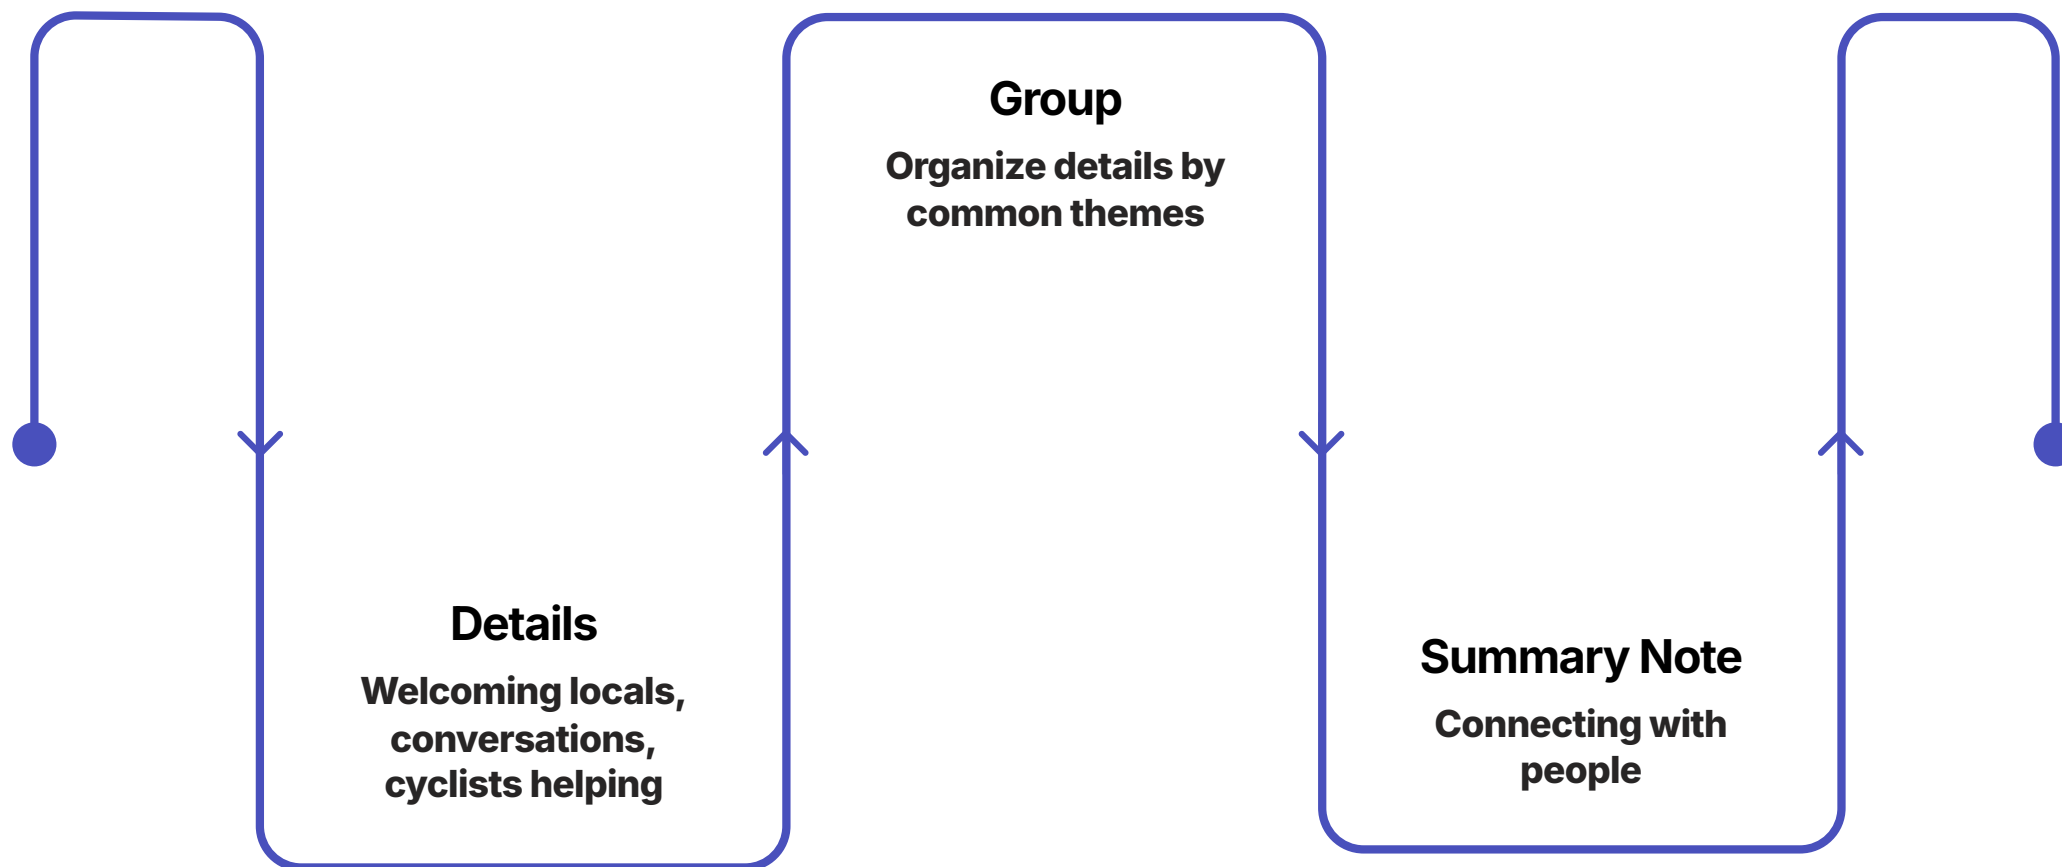 Details
Welcoming locals,
conversations,
cyclists helping
Group
Organize details by
common themes
Summary Note
Connecting with
people